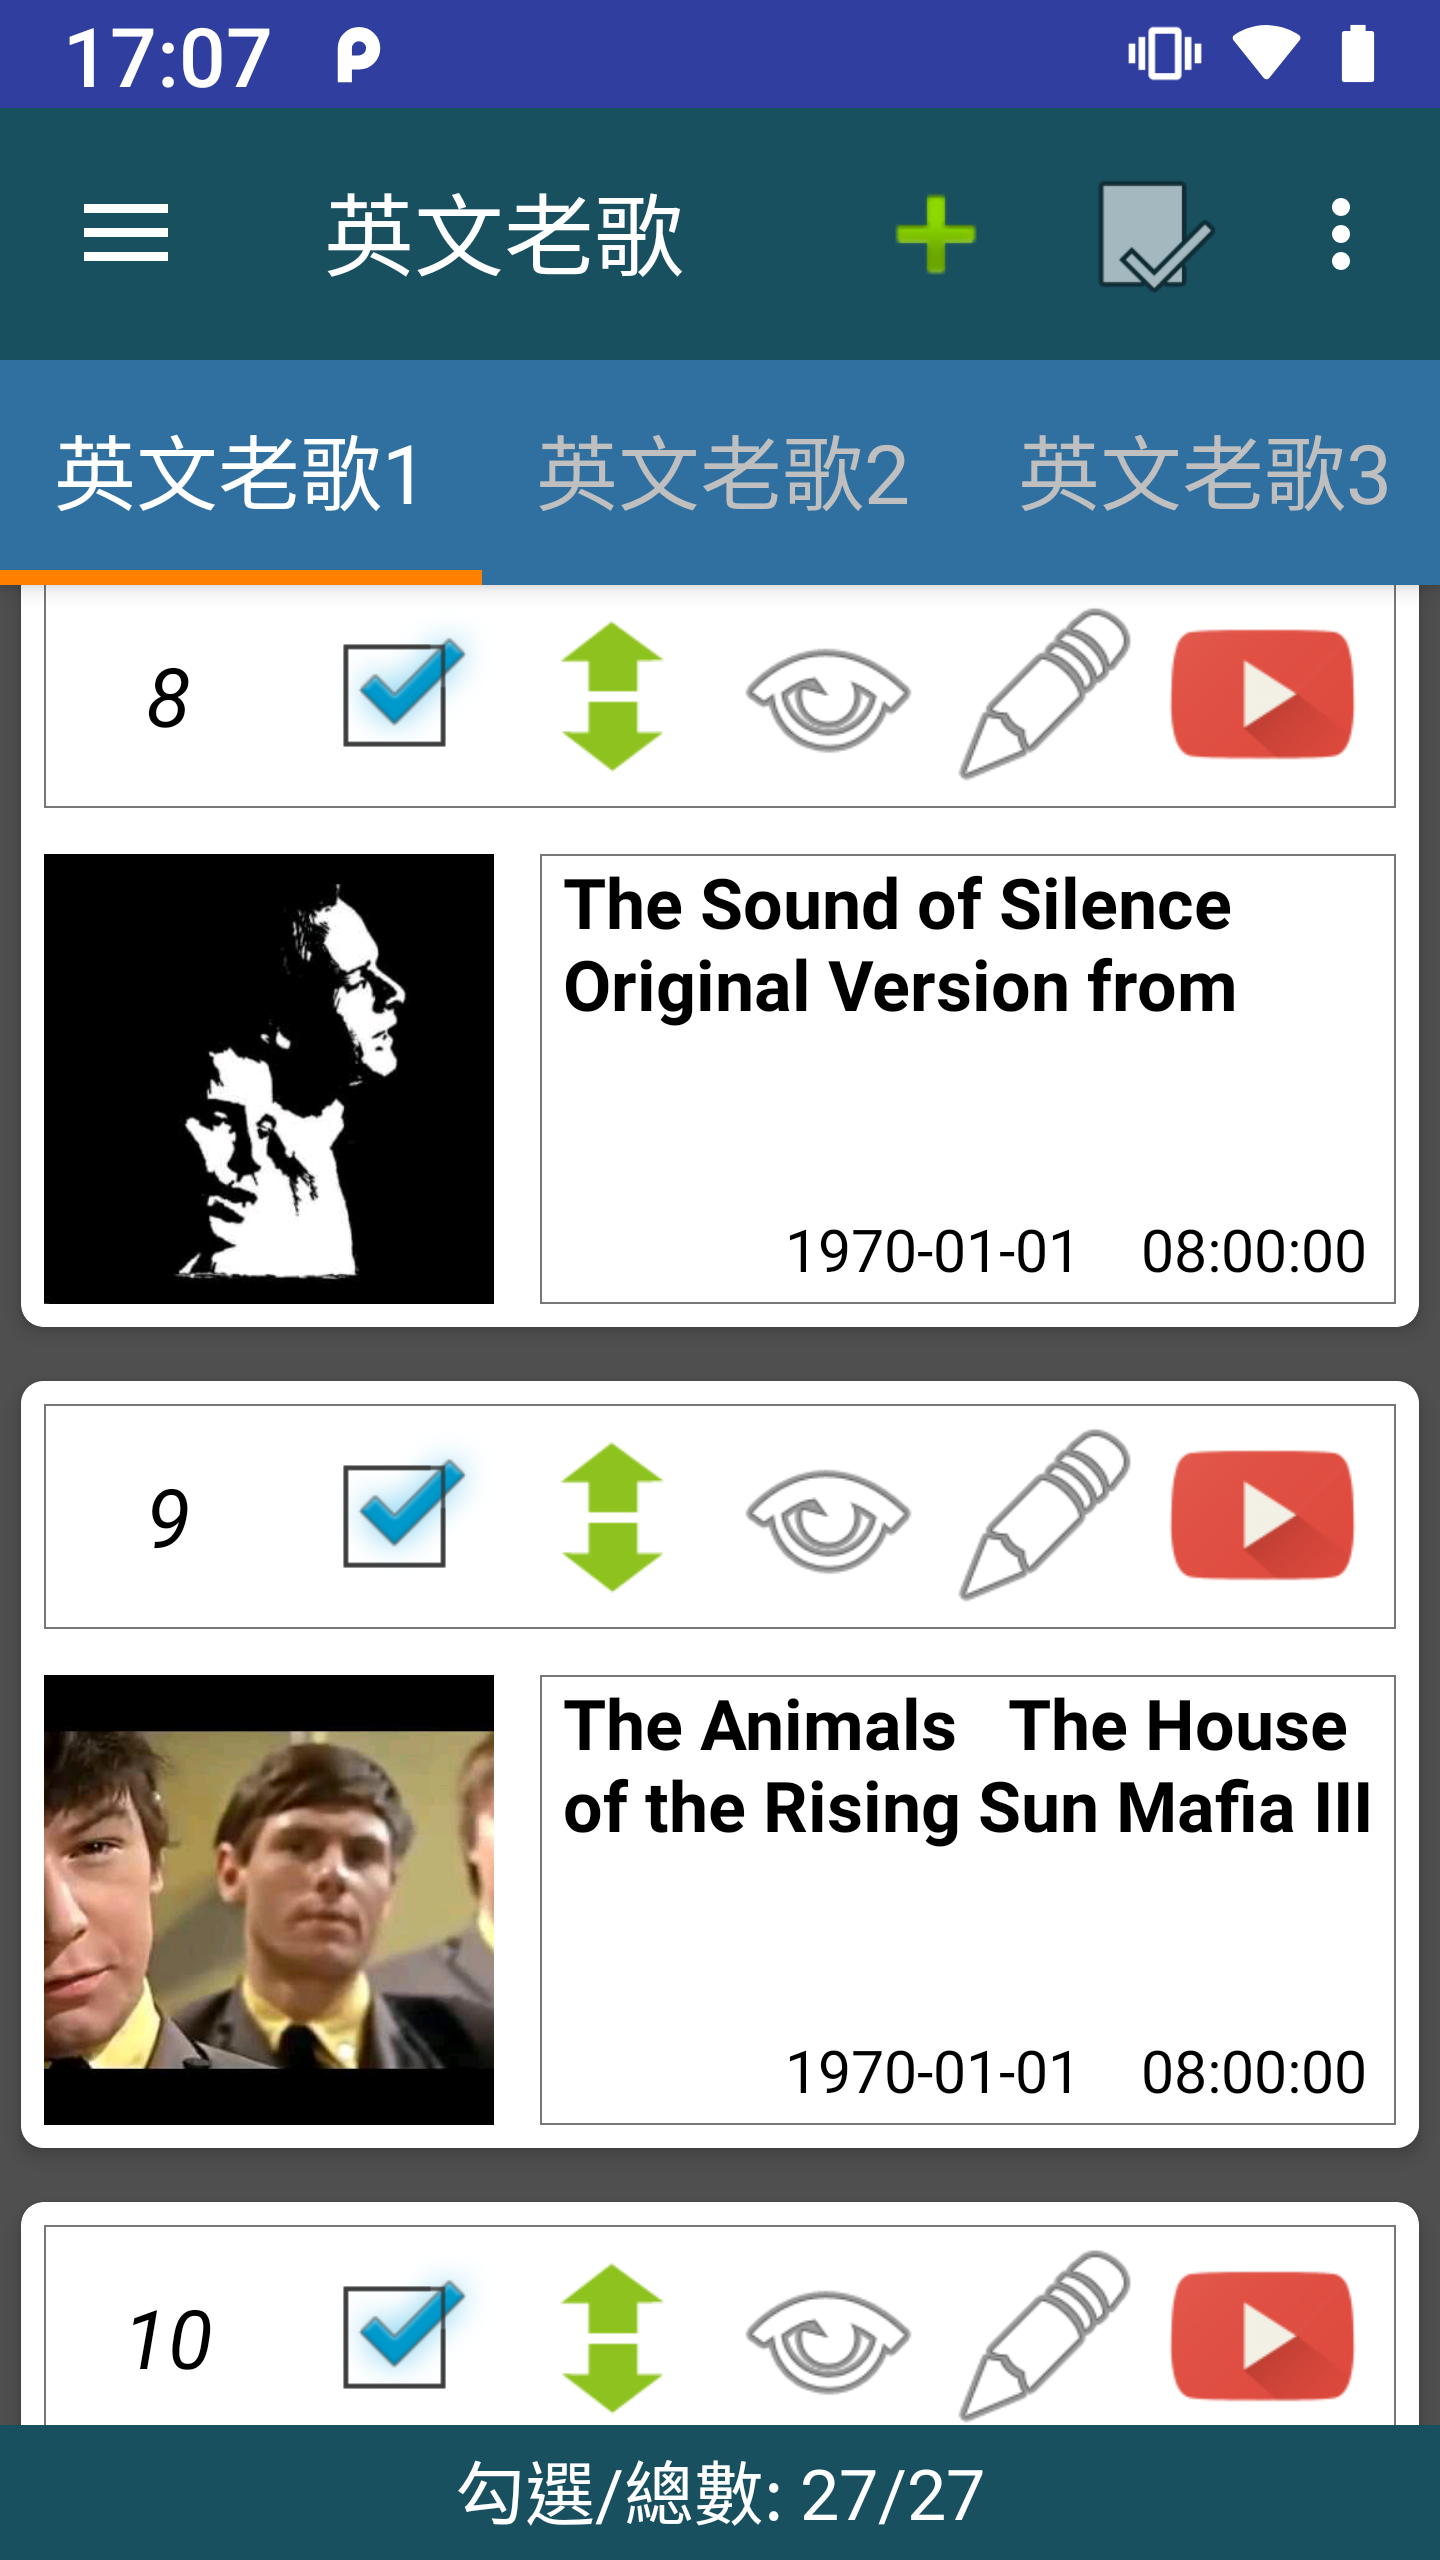 17:07
英文老歌
英文老歌1 英文老歌2 英文老歌3
8
The Sound of Silence
Original Version from
1970-01-01 08:00:00
9
The Animals   The House
of the Rising Sun Mafia III
1970-01-01 08:00:00
10
勾選/總數: 27/27